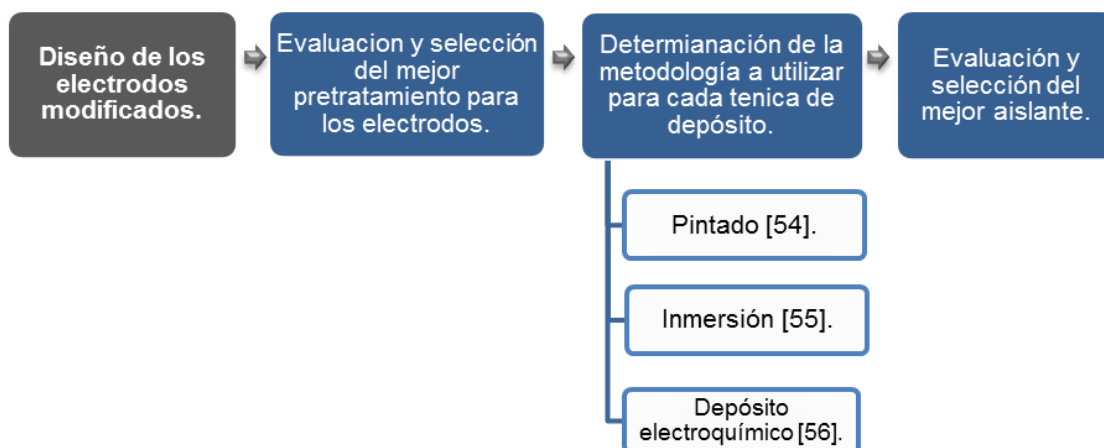 Diseño de los
electrodos
modificados.
Evaluacion y selección
del mejor
pretratamiento para
los electrodos.
Determianación de la
metodología a utilizar
para cada tenica de
depósito.
Evaluación y
selección del
mejor aislante.
Pintado [54].
Inmersión [55].
Depósito
electroquímico [56].